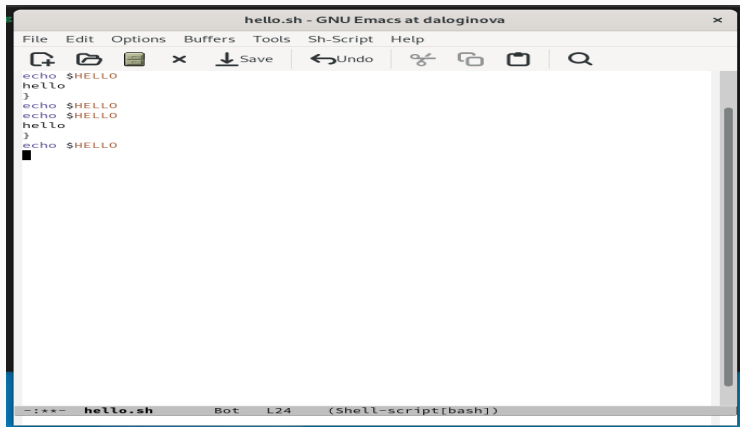 hello.sh - GNU Emacs at daloginova
File Edit Options Buffers Tools Sh-Script Help
Save Undo
echo $HELLO
hello
}
echo $HELLO
echo $HELLO
hello
}
echo $HELLO
-:**- hello.sh Bot L24 (Shell-script[bash])